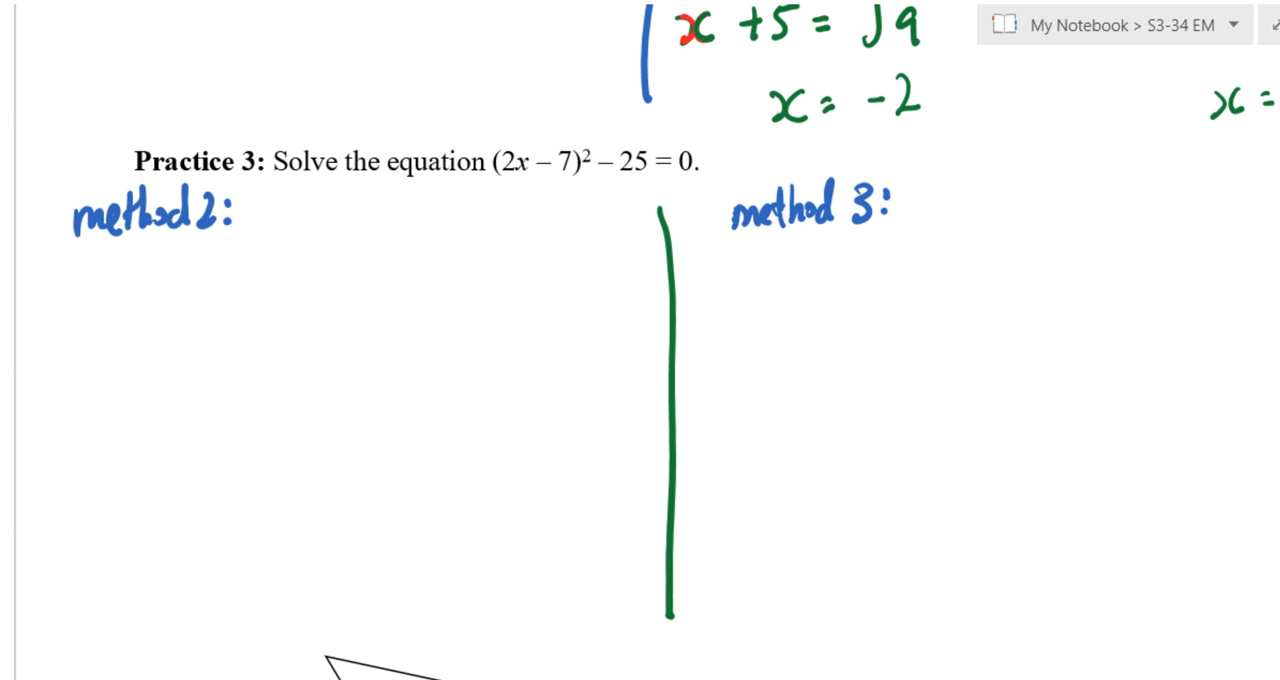 x + 5 = √9
My Notebook > S3-34 EM
x = -2
x =
Practice 3: Solve the equation (2x – 7)² – 25 = 0.
method 2:
method 3: